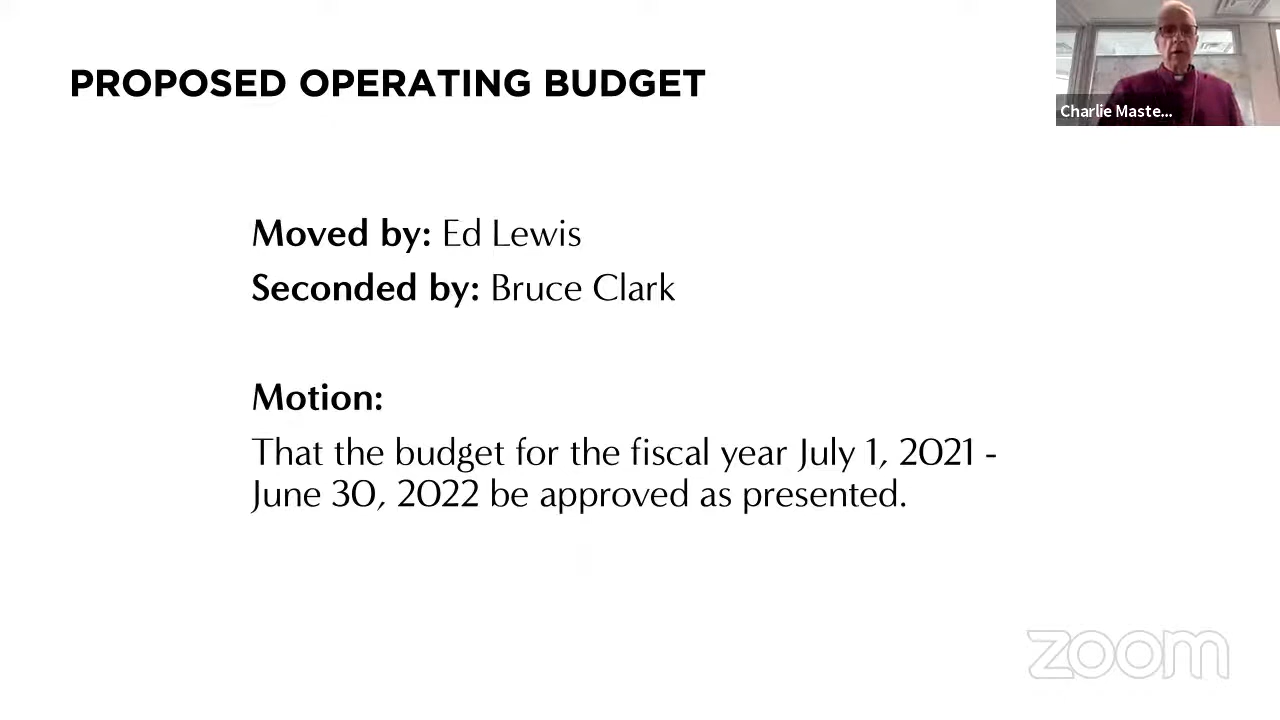 PROPOSED OPERATING BUDGET
Charlie Maste...
Moved by: Ed Lewis
Seconded by: Bruce Clark
Motion:
That the budget for the fiscal year July 1, 2021 -
June 30, 2022 be approved as presented.
zoom